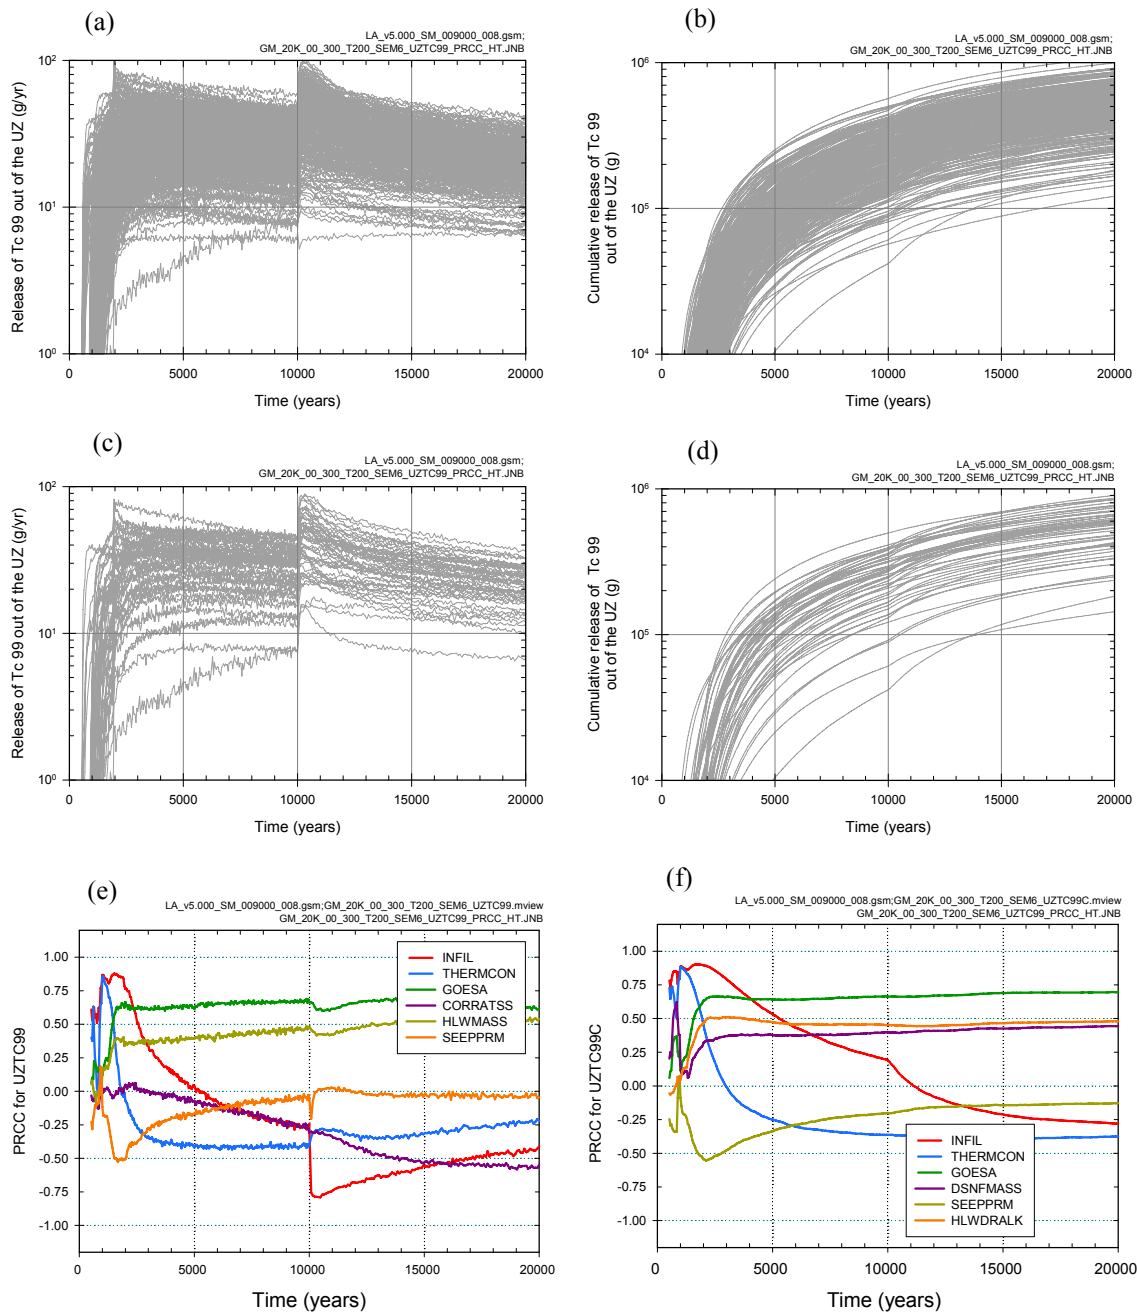 (a)
LA_v5.000_SM_009000_008.gsm;
GM_20K_00_300_T200_SEM6_UZTC99_PRCC_HT.JNB
Release of Tc 99 out of the UZ (g/yr)
10²
10¹
10⁰
0 5000 10000 15000 20000
Time (years)
(b)
LA_v5.000_SM_009000_008.gsm;
GM_20K_00_300_T200_SEM6_UZTC99_PRCC_HT.JNB
Cumulative release of Tc 99
out of the UZ (g)
10⁶
10⁵
10⁴
0 5000 10000 15000 20000
Time (years)
(c)
LA_v5.000_SM_009000_008.gsm;
GM_20K_00_300_T200_SEM6_UZTC99_PRCC_HT.JNB
Release of Tc 99 out of the UZ (g/yr)
10²
10¹
10⁰
0 5000 10000 15000 20000
Time (years)
(d)
LA_v5.000_SM_009000_008.gsm;
GM_20K_00_300_T200_SEM6_UZTC99_PRCC_HT.JNB
Cumulative release of Tc 99
out of the UZ (g)
10⁶
10⁵
10⁴
0 5000 10000 15000 20000
Time (years)
(e)
LA_v5.000_SM_009000_008.gsm;GM_20K_00_300_T200_SEM6_UZTC99.mview
GM_20K_00_300_T200_SEM6_UZTC99_PRCC_HT.JNB
PRCC for UZTC99
1.00
0.75
0.50
0.25
0.00
-0.25
-0.50
-0.75
-1.00
INFIL
THERMCON
GOESA
CORRATSS
HLWMASS
SEEPPRM
0 5000 10000 15000 20000
Time (years)
(f)
LA_v5.000_SM_009000_008.gsm;GM_20K_00_300_T200_SEM6_UZTC99C.mview
GM_20K_00_300_T200_SEM6_UZTC99_PRCC_HT.JNB
PRCC for UZTC99C
1.00
0.75
0.50
0.25
0.00
-0.25
-0.50
-0.75
-1.00
INFIL
THERMCON
GOESA
DSNFMASS
SEEPPRM
HLWDRALK
0 5000 10000 15000 20000
Time (years)